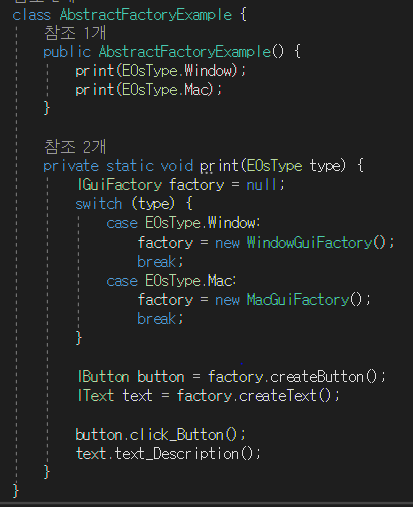 class AbstractFactoryExample {
참조 1개
public AbstractFactoryExample() {
print(EOsType.Window);
print(EOsType.Mac);
}
참조 2개
private static void print(EOsType type) {
IGuiFactory factory = null;
switch (type) {
case EOsType.Window:
factory = new WindowGuiFactory();
break;
case EOsType.Mac:
factory = new MacGuiFactory();
break;
}
IButton button = factory.createButton();
IText text = factory.createText();
button.click_Button();
text.text_Description();
}
}